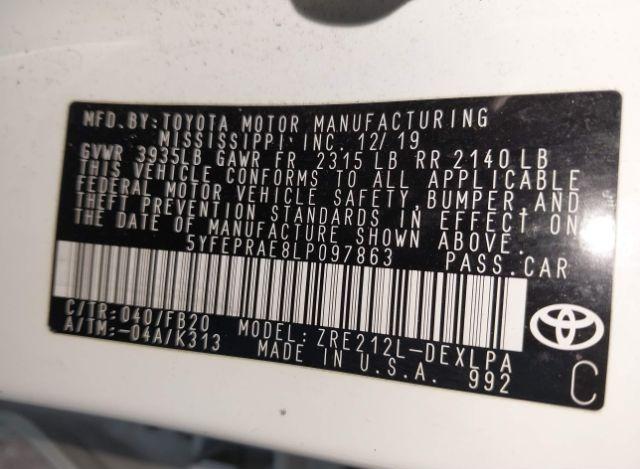 MFD. BY: TOYOTA MOTOR MANUFACTURING
MISSISSIPPI, INC. 12/19
GVWR 3935LB GAWR FR 2315 LB RR 2140 LB
THIS VEHICLE CONFORMS TO ALL APPLICABLE
FEDERAL MOTOR VEHICLE SAFETY, BUMPER, AND
THEFT PREVENTION STANDARDS IN EFFECT ON
THE DATE OF MANUFACTURE SHOWN ABOVE.
5YFEPRAE8LP097863 PASS.CAR
C/TR: 040/FB20 MODEL: ZRE212L-DEXLPA
A/TM: -04A/K313 MADE IN U.S.A. 992
C